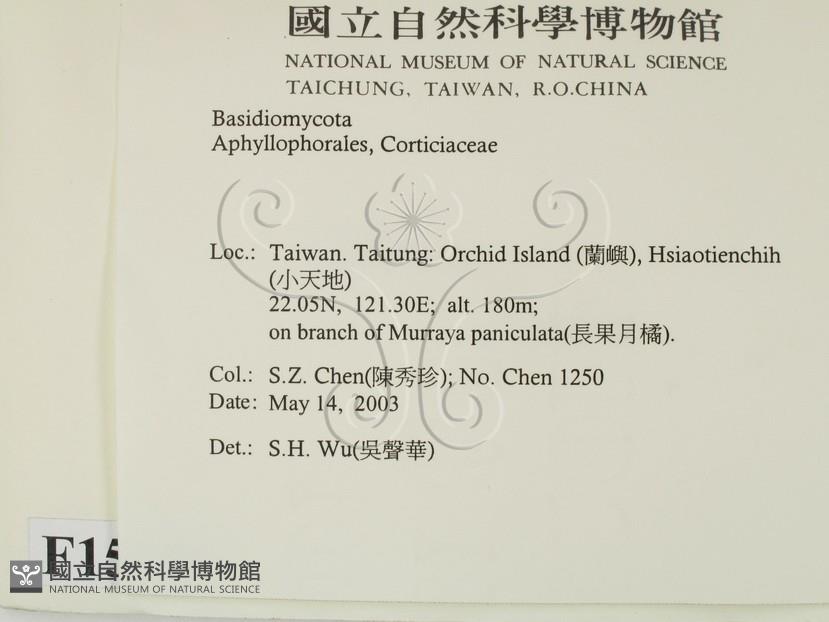 國立自然科學博物館
NATIONAL MUSEUM OF NATURAL SCIENCE
TAICHUNG, TAIWAN, R.O.CHINA
Basidiomycota
Aphyllophorales, Corticiaceae
Loc.: Taiwan. Taitung: Orchid Island (蘭嶼), Hsiaotienchih
(小天地)
22.05N, 121.30E; alt. 180m;
on branch of Murraya paniculata(長果月橘).
Col.: S.Z. Chen(陳秀珍); No. Chen 1250
Date: May 14, 2003
Det.: S.H. Wu(吳聲華)
國立自然科學博物館
NATIONAL MUSEUM OF NATURAL SCIENCE